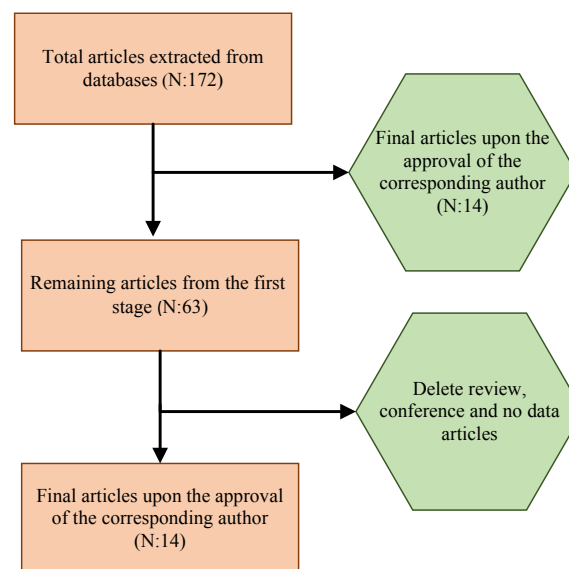 Total articles extracted from
databases (N:172)
Final articles upon the
approval of the
corresponding author
(N:14)
Remaining articles from the first
stage (N:63)
Delete review,
conference and no data
articles
Final articles upon the approval
of the corresponding author
(N:14)